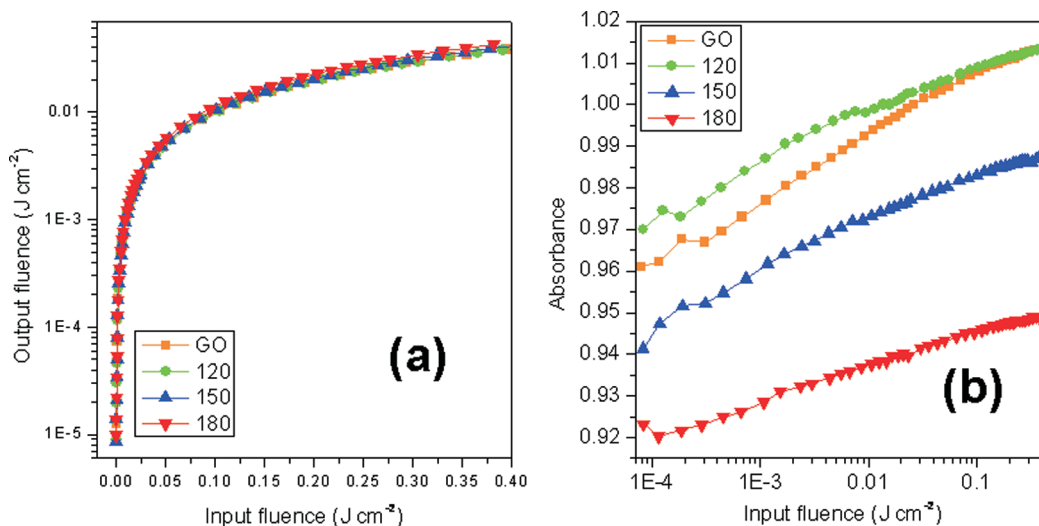 Output fluence (J cm⁻²)
0.01
1E-3
1E-4
1E-5
GO
120
150
180
(a)
0.00 0.05 0.10 0.15 0.20 0.25 0.30 0.35 0.40
Input fluence (J cm⁻²)
Absorbance
1.02
1.01
1.00
0.99
0.98
0.97
0.96
0.95
0.94
0.93
0.92
GO
120
150
180
(b)
1E-4 1E-3 0.01 0.1
Input fluence (J cm⁻²)